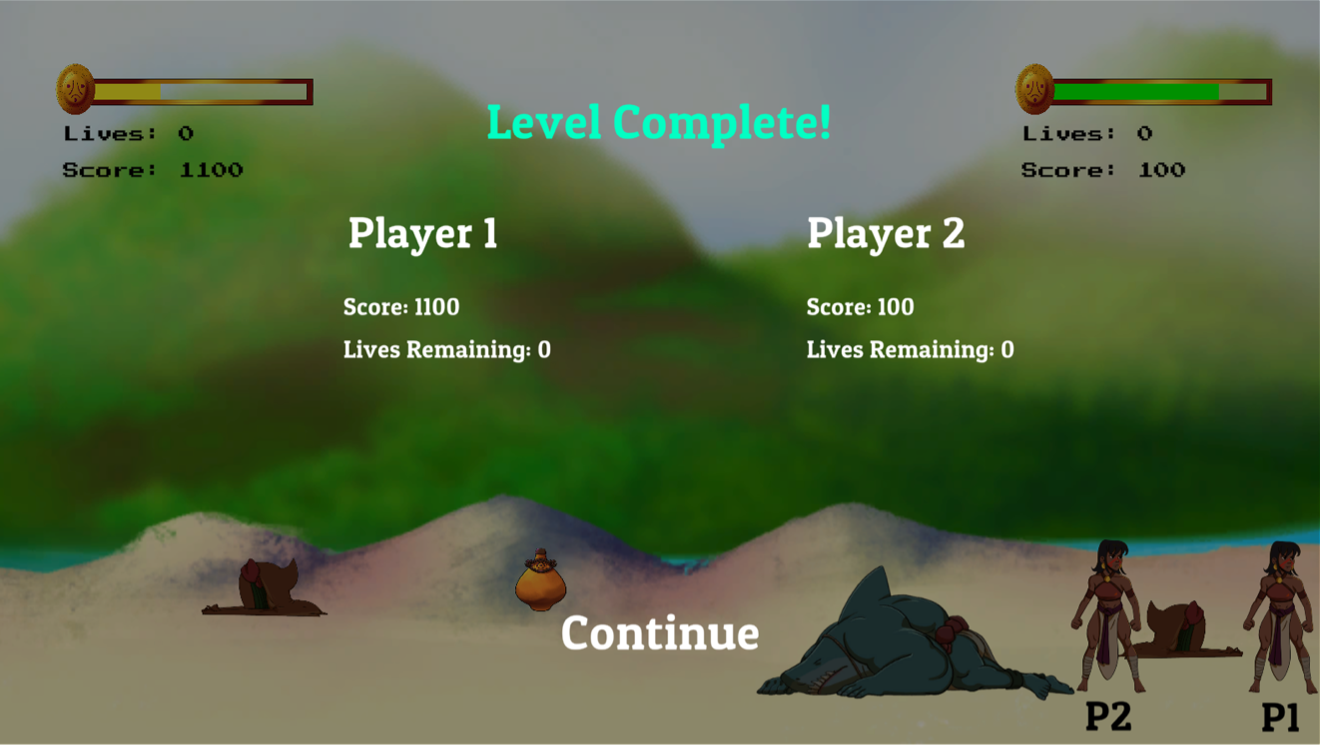 Level Complete!
Lives: 0
Score: 1100
Lives: 0
Score: 100
Player 1
Score: 1100
Lives Remaining: 0
Player 2
Score: 100
Lives Remaining: 0
Continue
P2
P1